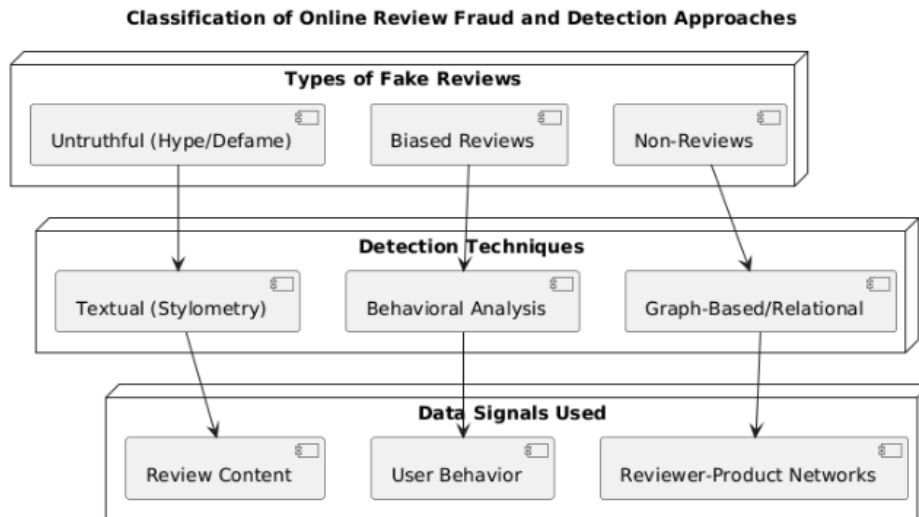 Classification of Online Review Fraud and Detection Approaches
Types of Fake Reviews
Untruthful (Hype/Defame)
Biased Reviews
Non-Reviews
Detection Techniques
Textual (Stylometry)
Behavioral Analysis
Graph-Based/Relational
Data Signals Used
Review Content
User Behavior
Reviewer-Product Networks